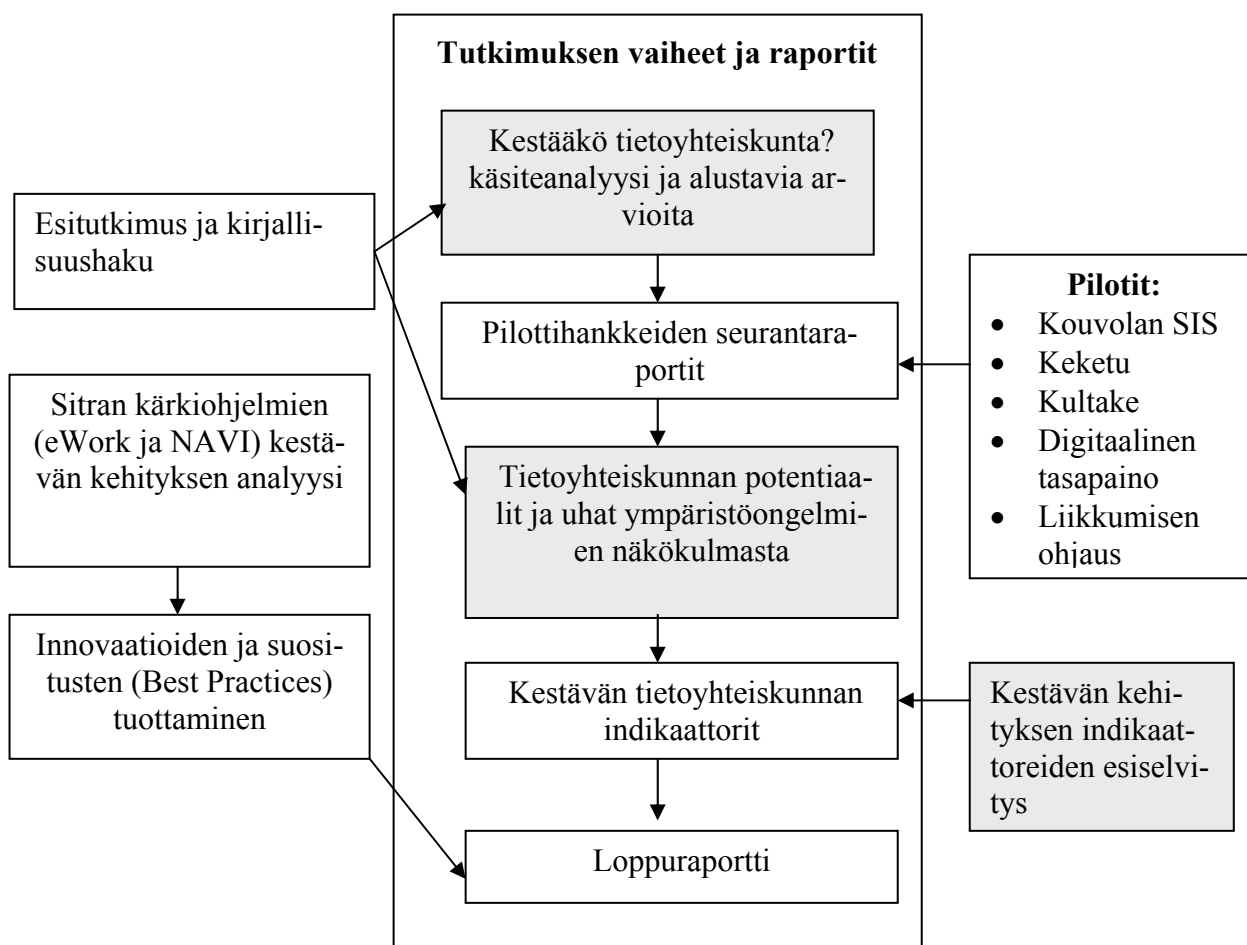 Tutkimuksen vaiheet ja raportit
Kestääkö tietoyhteiskunta?
käsiteanalyysi ja alustavia ar-
vioita
Esitutkimus ja kirjalli-
suushaku
Pilottihankkeiden seurantara-
portit
Pilotit:
• Kouvolan SIS
• Keketu
• Kultake
• Digitaalinen
tasapaino
• Liikkumisen
ohjaus
Sitran kärkiohjelmien
(eWork ja NAVI) kestä-
vän kehityksen analyysi
Tietoyhteiskunnan potentiaa-
lit ja uhat ympäristöongelmi-
en näkökulmasta
Innovaatioiden ja suosi-
tusten (Best Practices)
tuottaminen
Kestävän tietoyhteiskunnan
indikaattorit
Kestävän kehi-
tyksen indikaat-
toreiden esiselvi-
tys
Loppuraportti